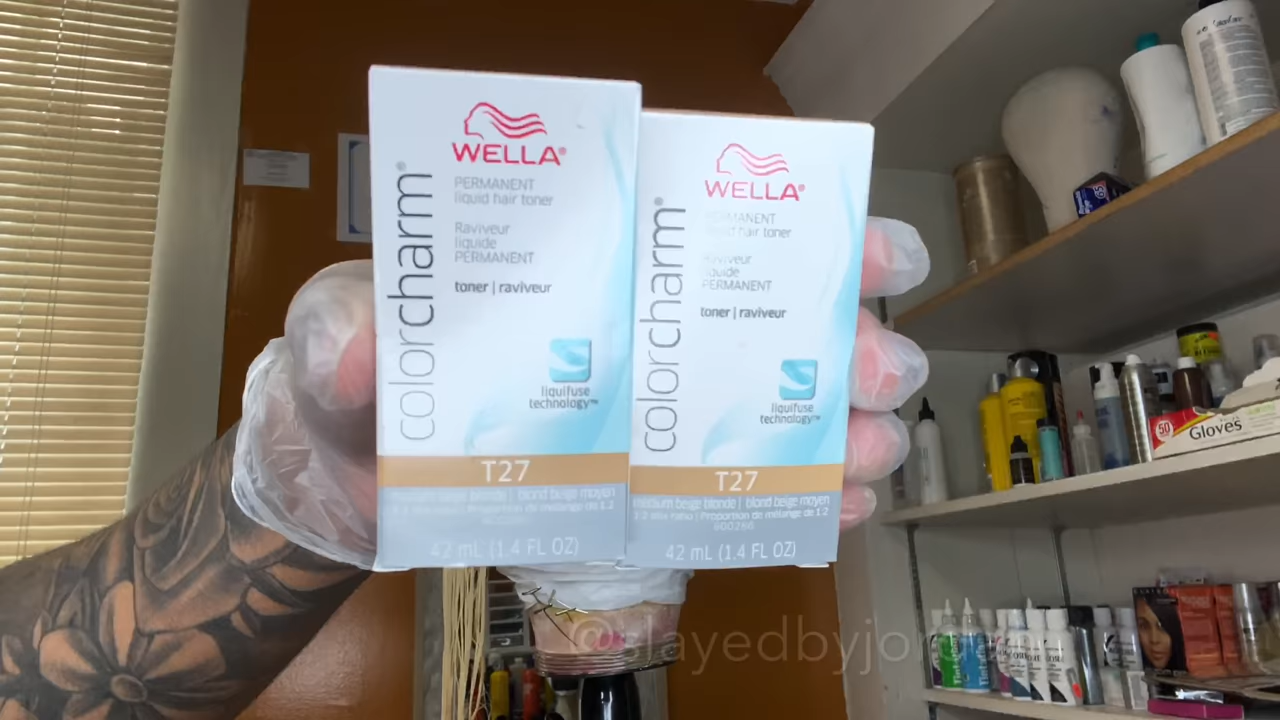 WELLA®
PERMANENT
liquid hair toner
Raviveur
liquide
PERMANENT
toner | raviveur
colorcharm®
liquifuse
technology™
T27
medium beige blonde | blond beige moyen
42 mL (1.4 FL OZ)
WELLA®
PERMANENT
liquid hair toner
Raviveur
liquide
PERMANENT
toner | raviveur
colorcharm®
liquifuse
technology™
T27
medium beige blonde | blond beige moyen
1:2 Mix ratio | Proportion de mélange de 1:2
42 mL (1.4 FL OZ)
50
Gloves